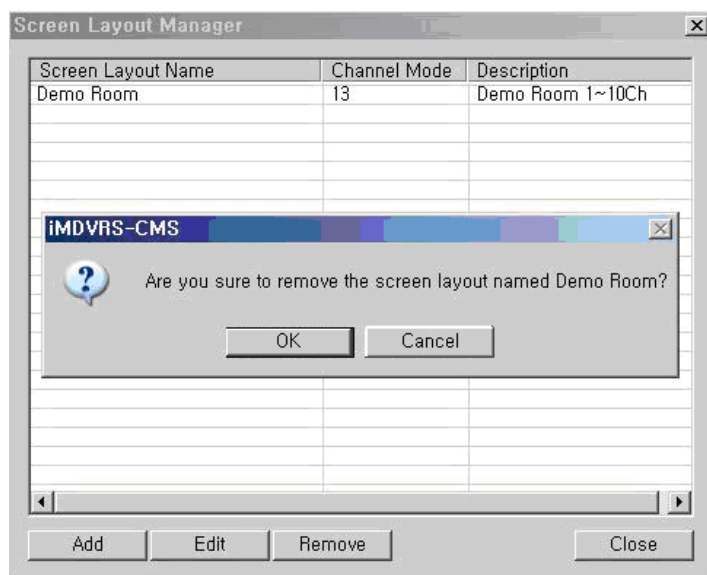 Screen Layout Manager
Screen Layout Name Channel Mode Description
Demo Room 13 Demo Room 1~10Ch
iMDVRS-CMS
Are you sure to remove the screen layout named Demo Room?
OK Cancel
Add Edit Remove Close